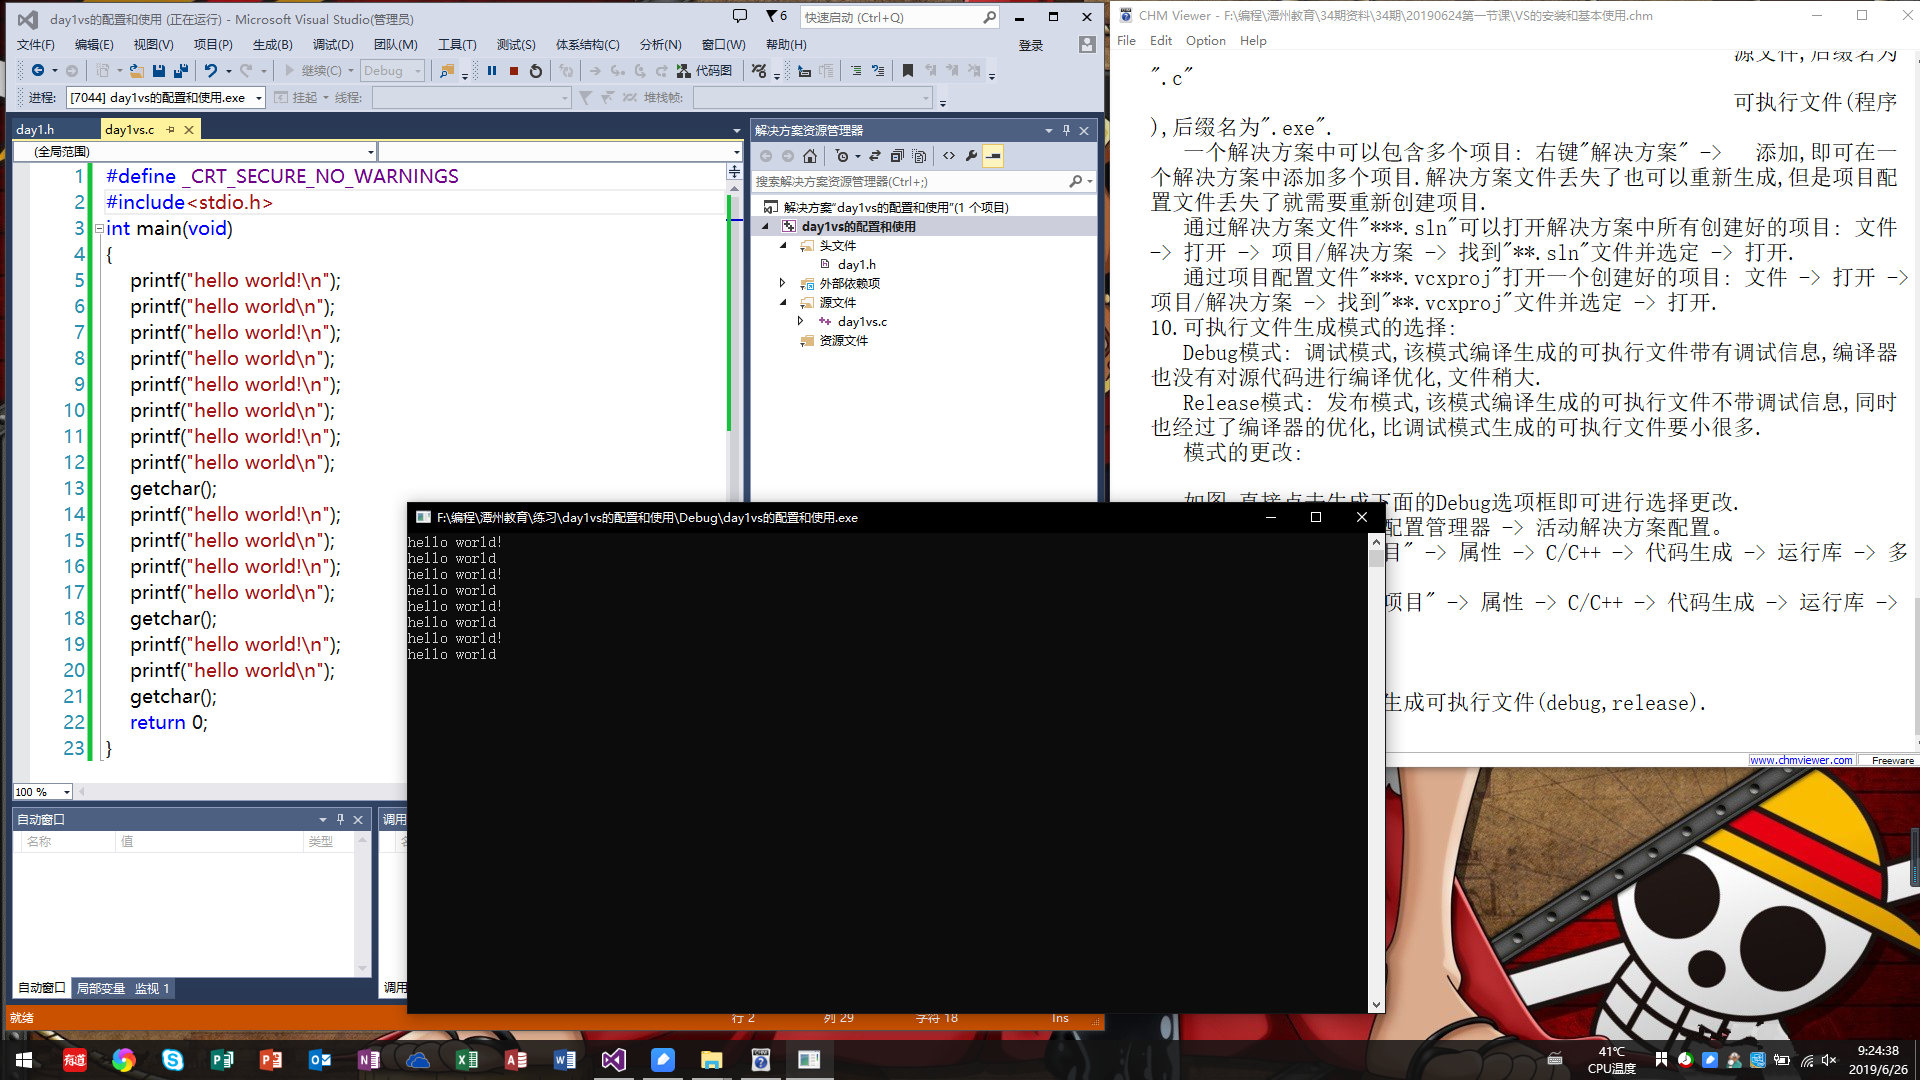 day1vs的配置和使用 (正在运行) - Microsoft Visual Studio(管理员)
6
快速启动 (Ctrl+Q)
文件(F) 编辑(E) 视图(V) 项目(P) 生成(B) 调试(D) 团队(M) 工具(T) 测试(S) 体系结构(C) 分析(N) 窗口(W) 帮助(H) 登录
继续(C) Debug 代码图
进程: [7044] day1vs的配置和使用.exe 挂起 线程: 堆栈帧:
day1.h day1vs.c
(全局范围)
1 #define _CRT_SECURE_NO_WARNINGS
2 #include<stdio.h>
3 int main(void)
4 {
5 printf("hello world!\n");
6 printf("hello world\n");
7 printf("hello world!\n");
8 printf("hello world\n");
9 printf("hello world!\n");
10 printf("hello world\n");
11 printf("hello world!\n");
12 printf("hello world\n");
13 getchar();
14 printf("hello world!\n");
15 printf("hello world\n");
16 printf("hello world!\n");
17 printf("hello world\n");
18 getchar();
19 printf("hello world!\n");
20 printf("hello world\n");
21 getchar();
22 return 0;
23 }
100 %
解决方案资源管理器
搜索解决方案资源管理器(Ctrl+;)
解决方案"day1vs的配置和使用"(1 个项目)
day1vs的配置和使用
头文件
day1.h
外部依赖项
源文件
day1vs.c
资源文件
自动窗口
名称 值 类型
自动窗口 局部变量 监视 1
调用
调用
就绪
行 2 列 29 字符 18 Ins
F:\编程\潭州教育\练习\day1vs的配置和使用\Debug\day1vs的配置和使用.exe
hello world!
hello world
hello world!
hello world
hello world!
hello world
hello world!
hello world
CHM Viewer - F:\编程\潭州教育\34期资料\34期\20190624第一节课\VS的安装和基本使用.chm
File Edit Option Help
源文件,后缀名为
".c"
可执行文件(程序
),后缀名为".exe".
一个解决方案中可以包含多个项目: 右键"解决方案" -> 添加,即可在一
个解决方案中添加多个项目.解决方案文件丢失了也可以重新生成,但是项目配
置文件丢失了就需要重新创建项目.
通过解决方案文件"***.sln"可以打开解决方案中所有创建好的项目: 文件
-> 打开 -> 项目/解决方案 -> 找到"**.sln"文件并选定 -> 打开.
通过项目配置文件"***.vcxproj"打开一个创建好的项目: 文件 -> 打开 ->
项目/解决方案 -> 找到"**.vcxproj"文件并选定 -> 打开.
10.可执行文件生成模式的选择:
Debug模式: 调试模式,该模式编译生成的可执行文件带有调试信息,编译器
也没有对源代码进行编译优化,文件稍大.
Release模式: 发布模式,该模式编译生成的可执行文件不带调试信息,同时
也经过了编译器的优化,比调试模式生成的可执行文件要小很多.
模式的更改:
如图,直接点击生成下面的Debug选项框即可进行选择更改.
配置管理器 -> 活动解决方案配置。
目" -> 属性 -> C/C++ -> 代码生成 -> 运行库 -> 多
项目" -> 属性 -> C/C++ -> 代码生成 -> 运行库 ->
生成可执行文件(debug,release).
www.chmviewer.com Freeware
有道
41℃
CPU温度
9:24:38
2019/6/26